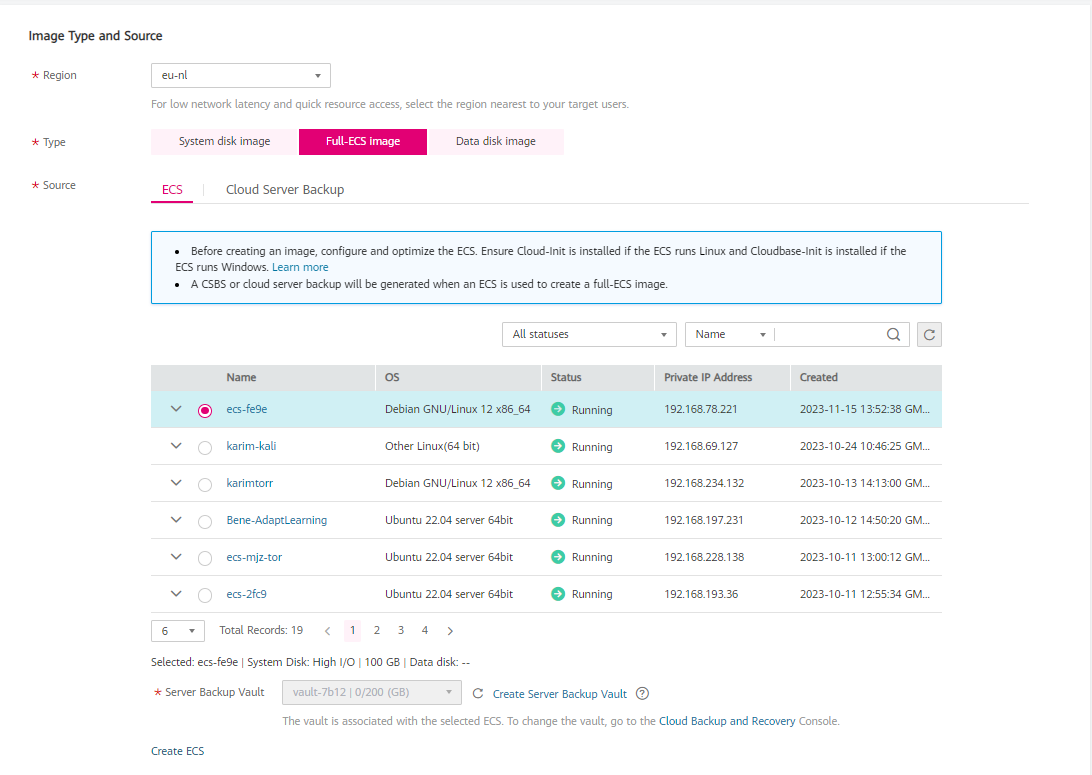 Image Type and Source
* Region
eu-nl
For low network latency and quick resource access, select the region nearest to your target users.
* Type
System disk image
Full-ECS image
Data disk image
* Source
ECS
Cloud Server Backup
• Before creating an image, configure and optimize the ECS. Ensure Cloud-Init is installed if the ECS runs Linux and Cloudbase-Init is installed if the
ECS runs Windows. Learn more
• A CSBS or cloud server backup will be generated when an ECS is used to create a full-ECS image.
All statuses
Name
Name OS Status Private IP Address Created
ecs-fe9e Debian GNU/Linux 12 x86_64 Running 192.168.78.221 2023-11-15 13:52:38 GM...
karim-kali Other Linux(64 bit) Running 192.168.69.127 2023-10-24 10:46:25 GM...
karimtorr Debian GNU/Linux 12 x86_64 Running 192.168.234.132 2023-10-13 14:13:00 GM...
Bene-AdaptLearning Ubuntu 22.04 server 64bit Running 192.168.197.231 2023-10-12 14:50:20 GM...
ecs-mjz-tor Ubuntu 22.04 server 64bit Running 192.168.228.138 2023-10-11 13:00:12 GM...
ecs-2fc9 Ubuntu 22.04 server 64bit Running 192.168.193.36 2023-10-11 12:55:34 GM...
6 Total Records: 19 < 1 2 3 4 >
Selected: ecs-fe9e | System Disk: High I/O | 100 GB | Data disk: --
* Server Backup Vault vault-7b12 | 0/200 (GB) Create Server Backup Vault ?
The vault is associated with the selected ECS. To change the vault, go to the Cloud Backup and Recovery Console.
Create ECS